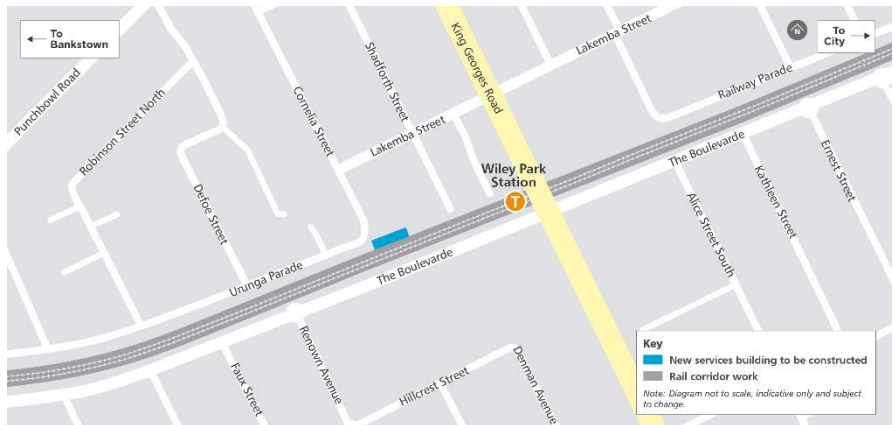 ← To
Bankstown
N
To →
City
Punchbowl Road
Robinson Street North
Defoe Street
Cornelia Street
Shadforth Street
Lakemba Street
King Georges Road
Lakemba Street
Railway Parade
Wiley Park
Station
T
The Boulevarde
Ernest Street
Kathleen Street
Alice Street South
Urunga Parade
The Boulevarde
Renown Avenue
Faux Street
Hillcrest Street
Denman Avenue
Key
New services building to be constructed
Rail corridor work
Note: Diagram not to scale, indicative only and subject
to change.